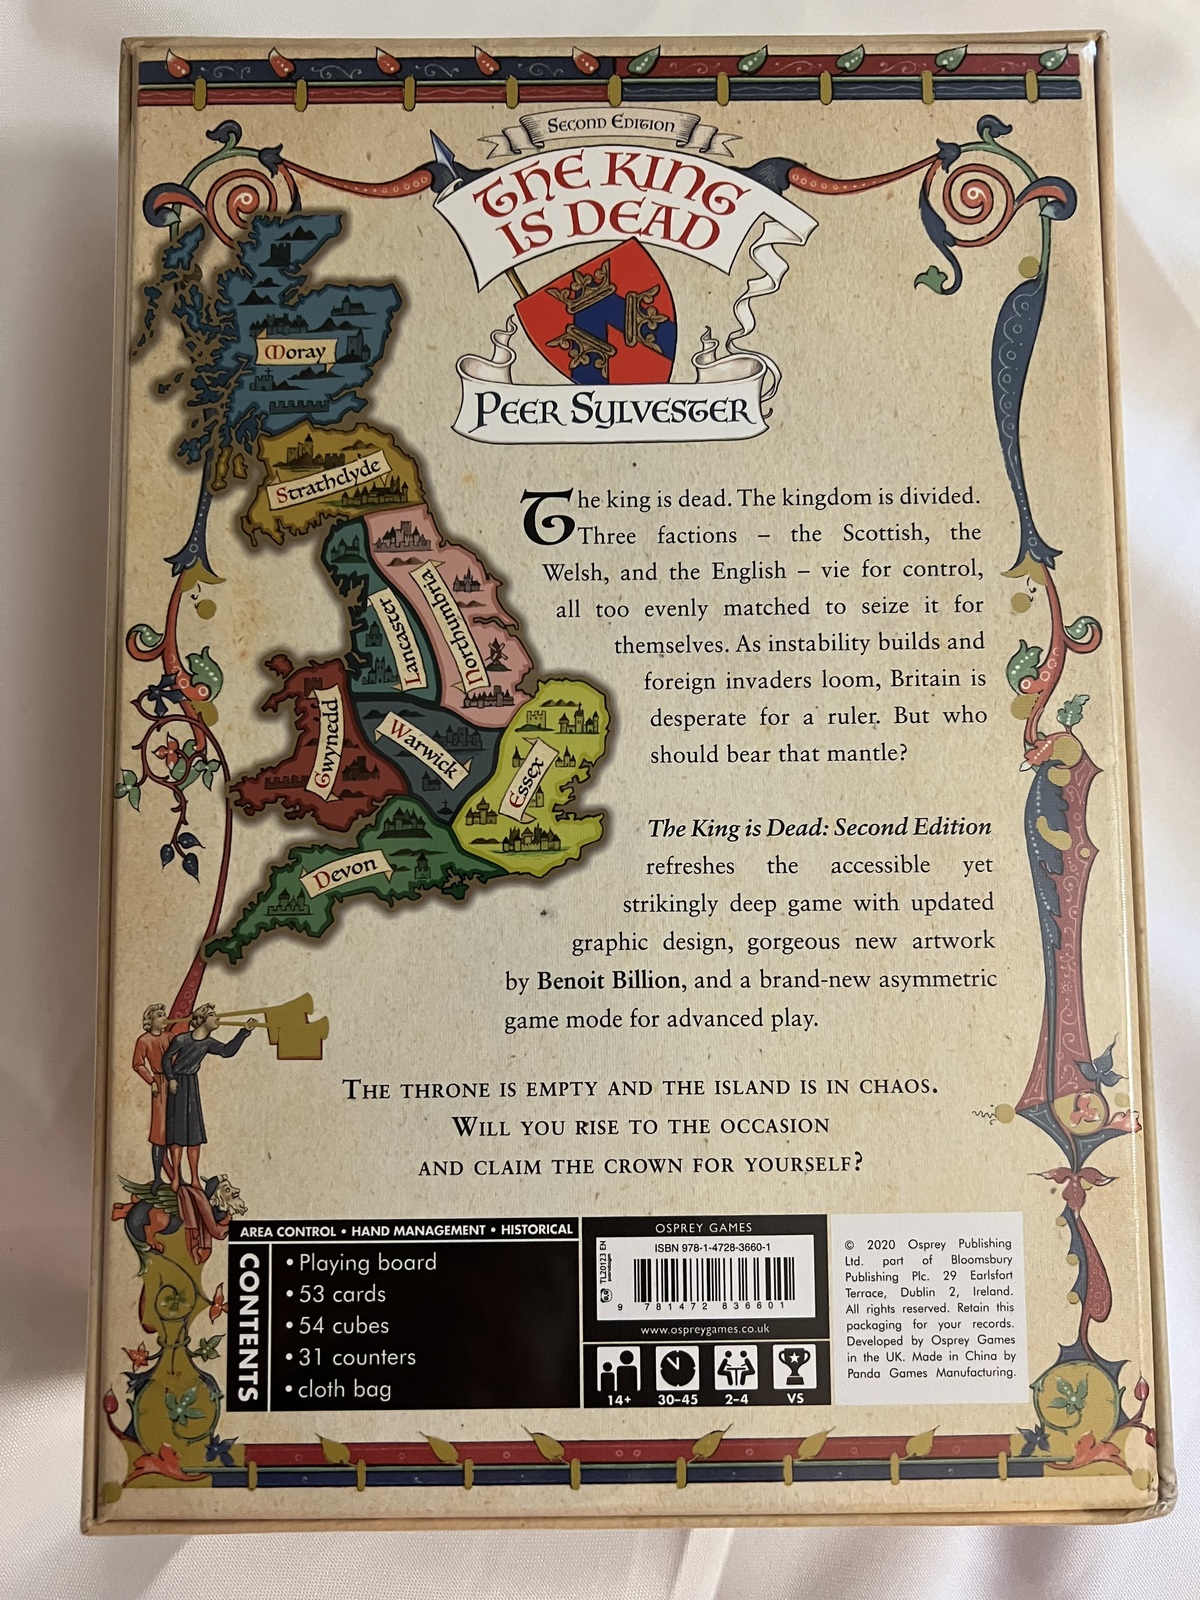 Second Edition
The King
is Dead
Peer Sylvester
Moray
Strathclyde
Lancaster
Northumbria
Gwynedd
Warwick
Essex
Devon
The king is dead. The kingdom is divided.
Three factions – the Scottish, the
Welsh, and the English – vie for control,
all too evenly matched to seize it for
themselves. As instability builds and
foreign invaders loom, Britain is
desperate for a ruler. But who
should bear that mantle?
The King is Dead: Second Edition
refreshes the accessible yet
strikingly deep game with updated
graphic design, gorgeous new artwork
by Benoit Billion, and a brand-new asymmetric
game mode for advanced play.
The throne is empty and the island is in chaos.
Will you rise to the occasion
and claim the crown for yourself?
AREA CONTROL • HAND MANAGEMENT • HISTORICAL
CONTENTS
• Playing board
• 53 cards
• 54 cubes
• 31 counters
• cloth bag
OSPREY GAMES
ISBN 978-1-4728-3660-1
TL20123 EN
9 781472 836601
www.ospreygames.co.uk
14+
30–45
2–4
VS
© 2020 Osprey Publishing
Ltd. part of Bloomsbury
Publishing Plc. 29 Earlsfort
Terrace, Dublin 2, Ireland.
All rights reserved. Retain this
packaging for your records.
Developed by Osprey Games
in the UK. Made in China by
Panda Games Manufacturing.